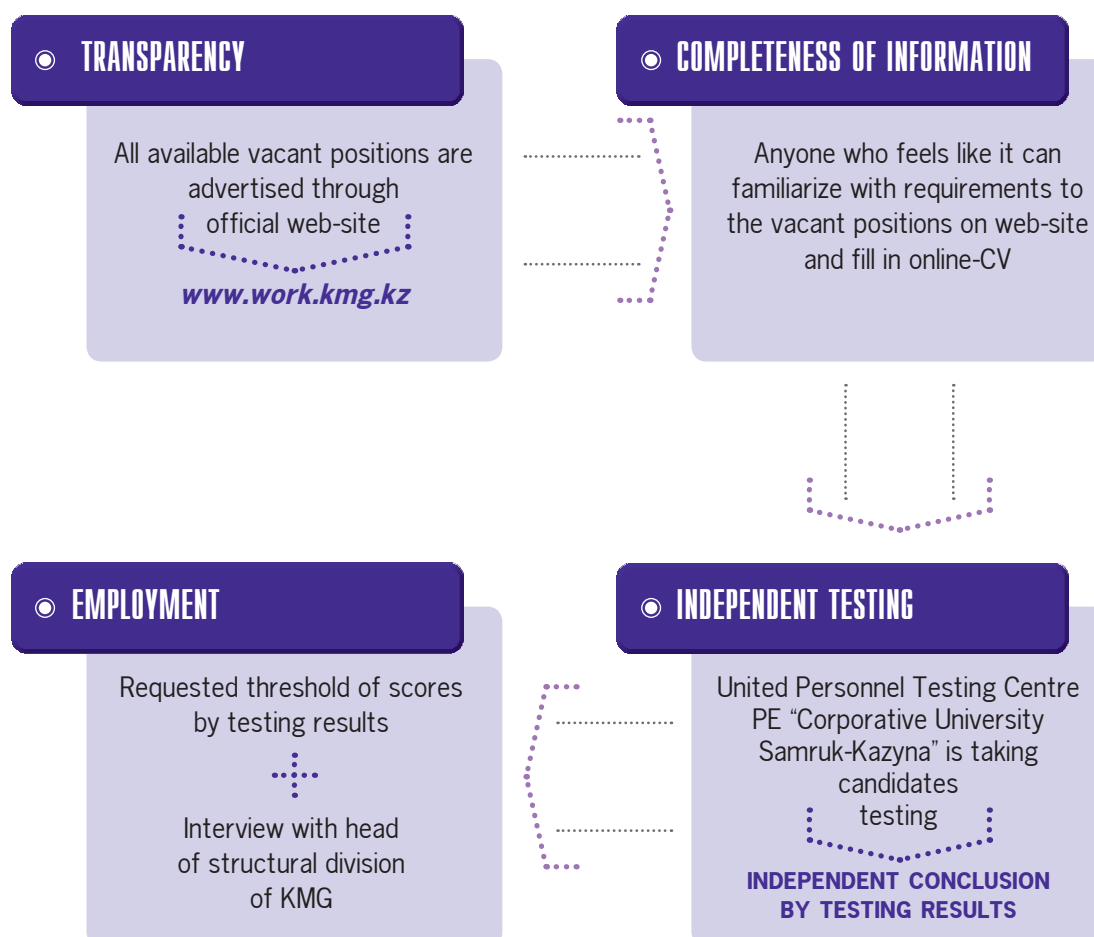 TRANSPARENCY
All available vacant positions are
advertised through
official web-site
www.work.kmg.kz
COMPLETENESS OF INFORMATION
Anyone who feels like it can
familiarize with requirements to
the vacant positions on web-site
and fill in online-CV
INDEPENDENT TESTING
United Personnel Testing Centre
PE “Corporative University
Samruk-Kazyna” is taking
candidates
testing
INDEPENDENT CONCLUSION
BY TESTING RESULTS
EMPLOYMENT
Requested threshold of scores
by testing results
Interview with head
of structural division
of KMG